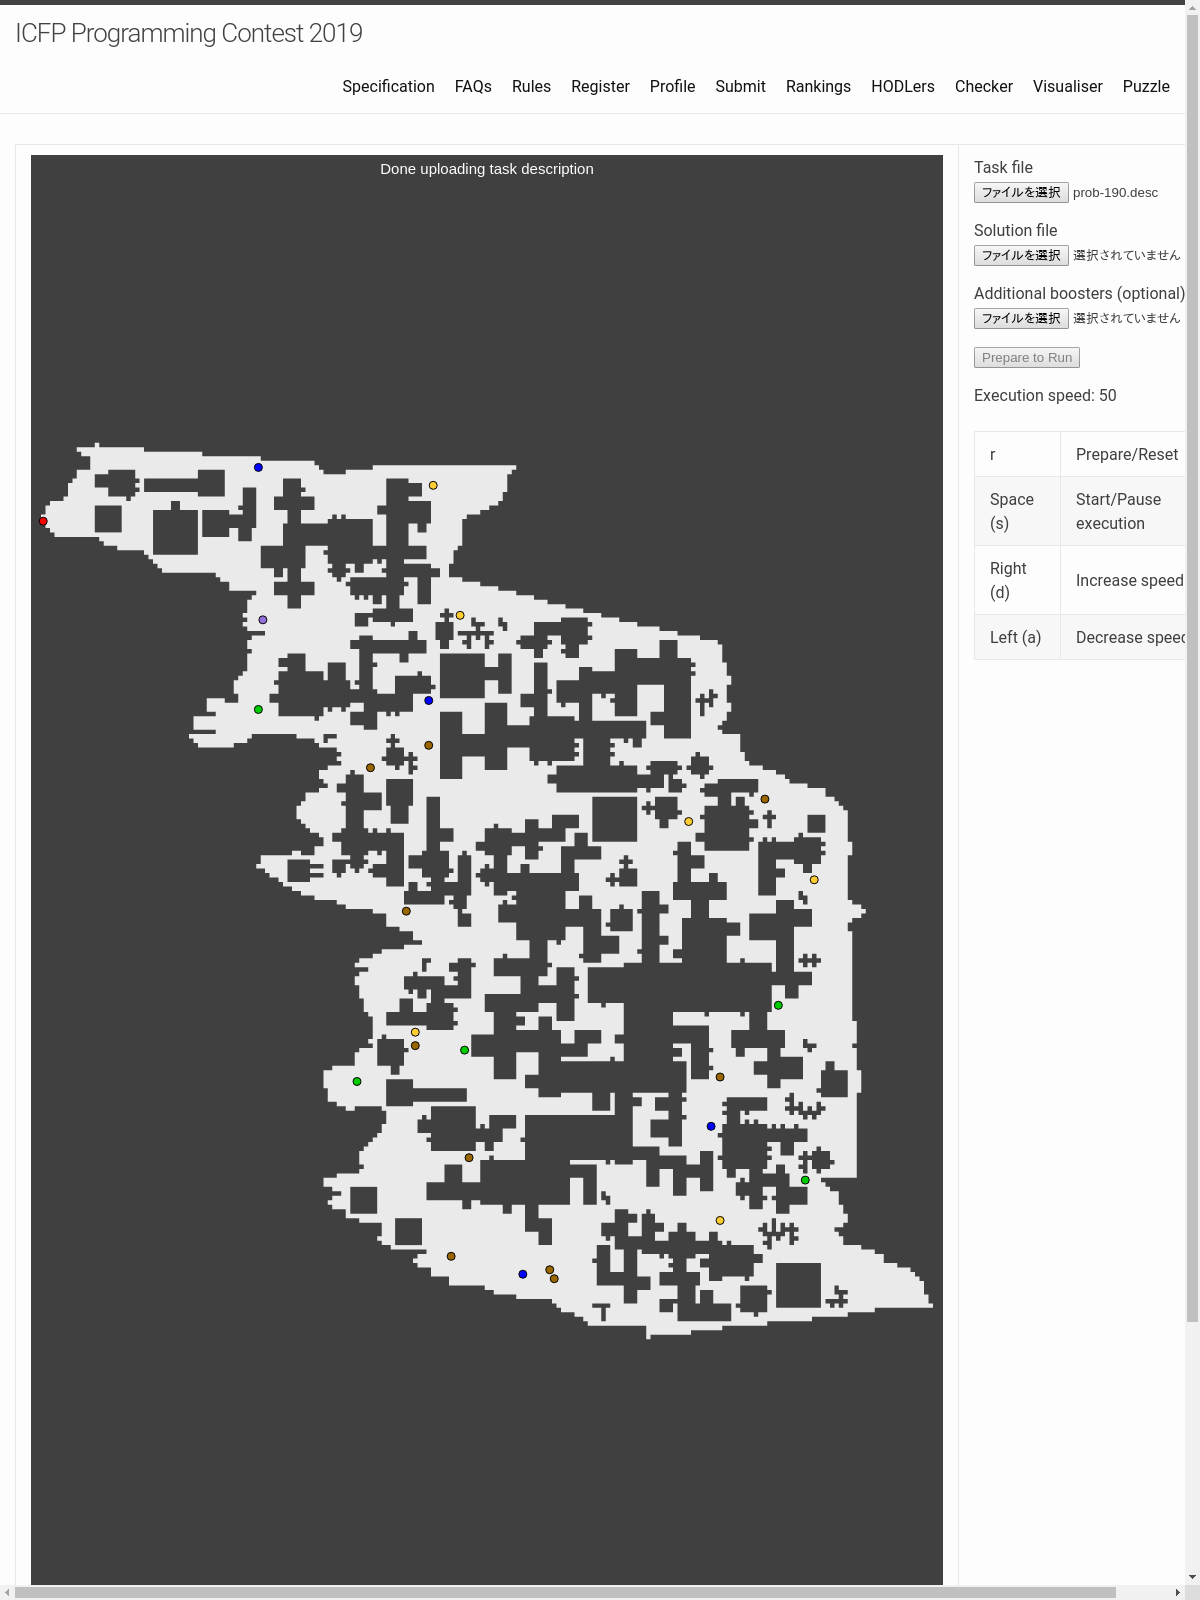 ICFP Programming Contest 2019
Specification FAQs Rules Register Profile Submit Rankings HODLers Checker Visualiser Puzzle
Done uploading task description
Task file
ファイルを選択 prob-190.desc
Solution file
ファイルを選択 選択されていません
Additional boosters (optional)
ファイルを選択 選択されていません
Prepare to Run
Execution speed: 50
r Prepare/Reset
Space (s) Start/Pause execution
Right (d) Increase speed
Left (a) Decrease speed